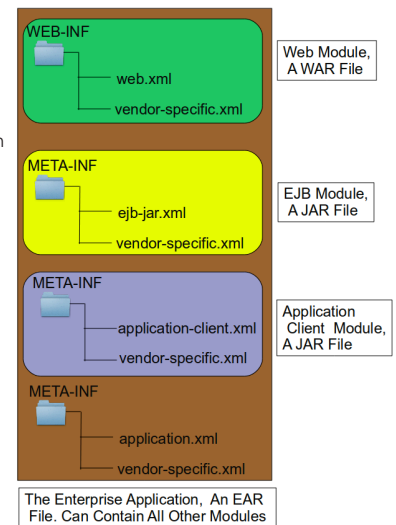 WEB-INF
web.xml
vendor-specific.xml
Web Module,
A WAR File
n
META-INF
ejb-jar.xml
vendor-specific.xml
EJB Module,
A JAR File
META-INF
application-client.xml
vendor-specific.xml
Application
Client Module,
A JAR File
META-INF
application.xml
vendor-specific.xml
The Enterprise Application, An EAR
File. Can Contain All Other Modules